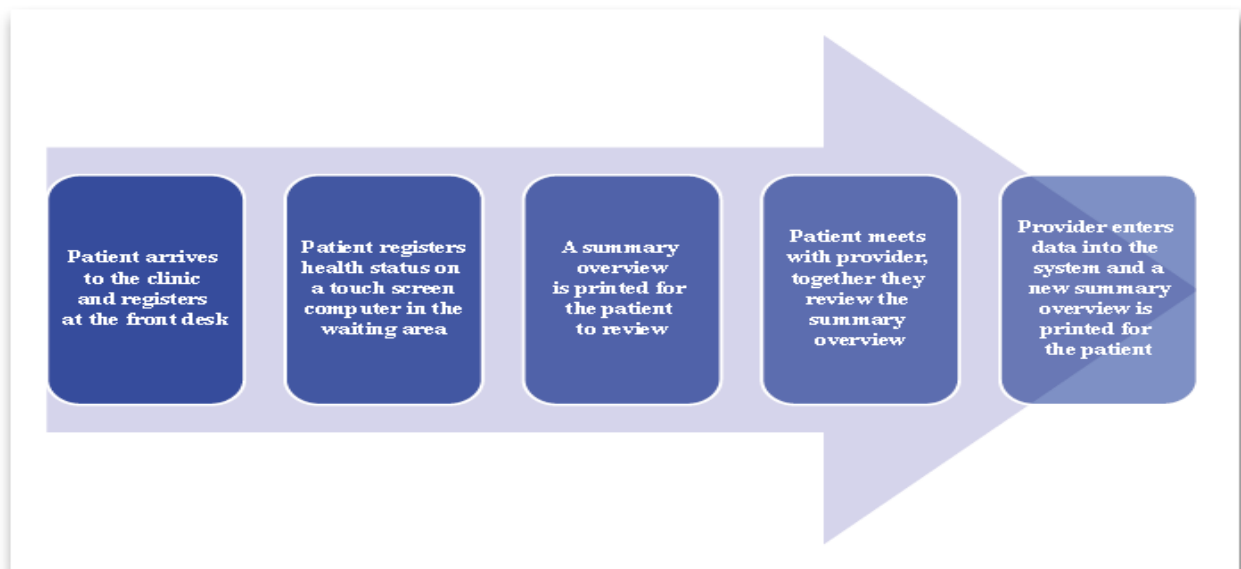 Patient arrives
to the clinic
and registers
at the front desk
Patient registers
health status on
a touch screen
computer in the
waiting area
A summary
overview
is printed for
the patient
to review
Patient meets
with provider,
together they
review the
summary
overview
Provider enters
data into the
system and a
new summary
overview is
printed for
the patient